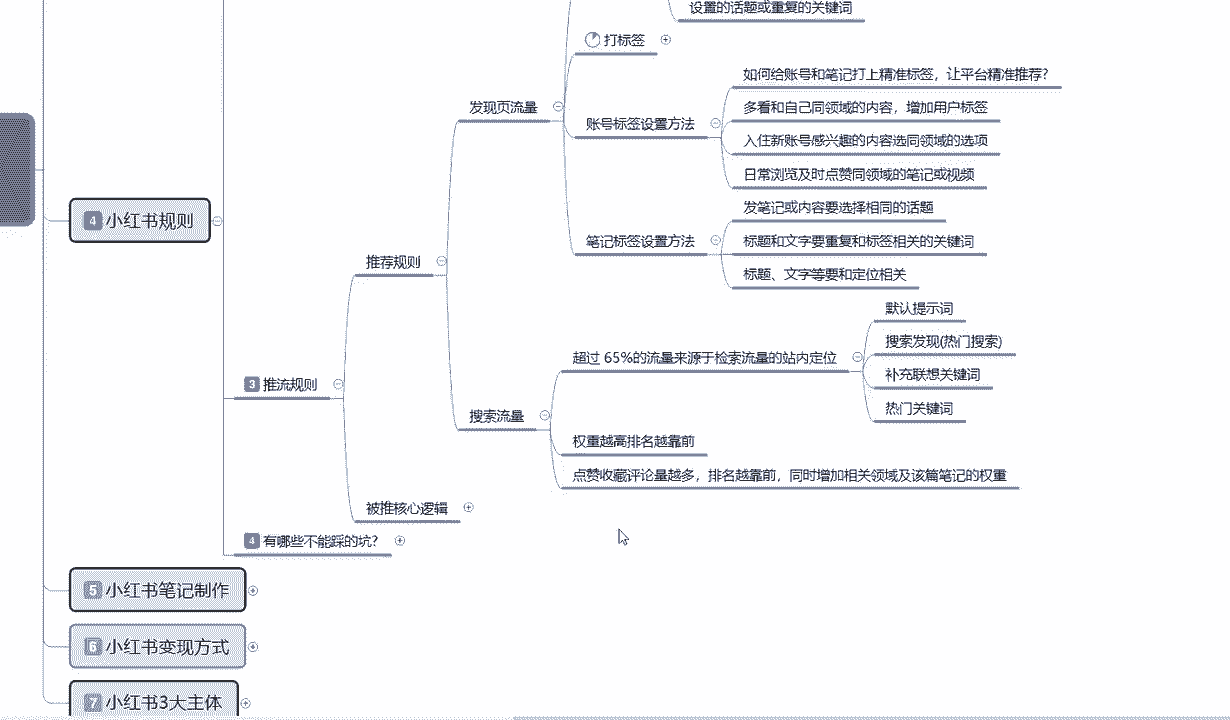 设置的话题或重复的关键词
打标签
发现页流量
如何给账号和笔记打上精准标签，让平台精准推荐?
多看和自己同领域的内容，增加用户标签
账号标签设置方法
入住新账号感兴趣的内容选同领域的选项
日常浏览及时点赞同领域的笔记或视频
4 小红书规则
发笔记或内容要选择相同的话题
笔记标签设置方法
标题和文字要重复和标签相关的关键词
推荐规则
标题、文字等要和定位相关
默认提示词
搜索发现(热门搜索)
超过 65%的流量来源于检索流量的站内定位
补充联想关键词
3 推流规则
热门关键词
搜索流量
权重越高排名越靠前
点赞收藏评论量越多，排名越靠前，同时增加相关领域及该篇笔记的权重
被推核心逻辑
4 有哪些不能踩的坑?
5 小红书笔记制作
6 小红书变现方式
7 小红书3大主体